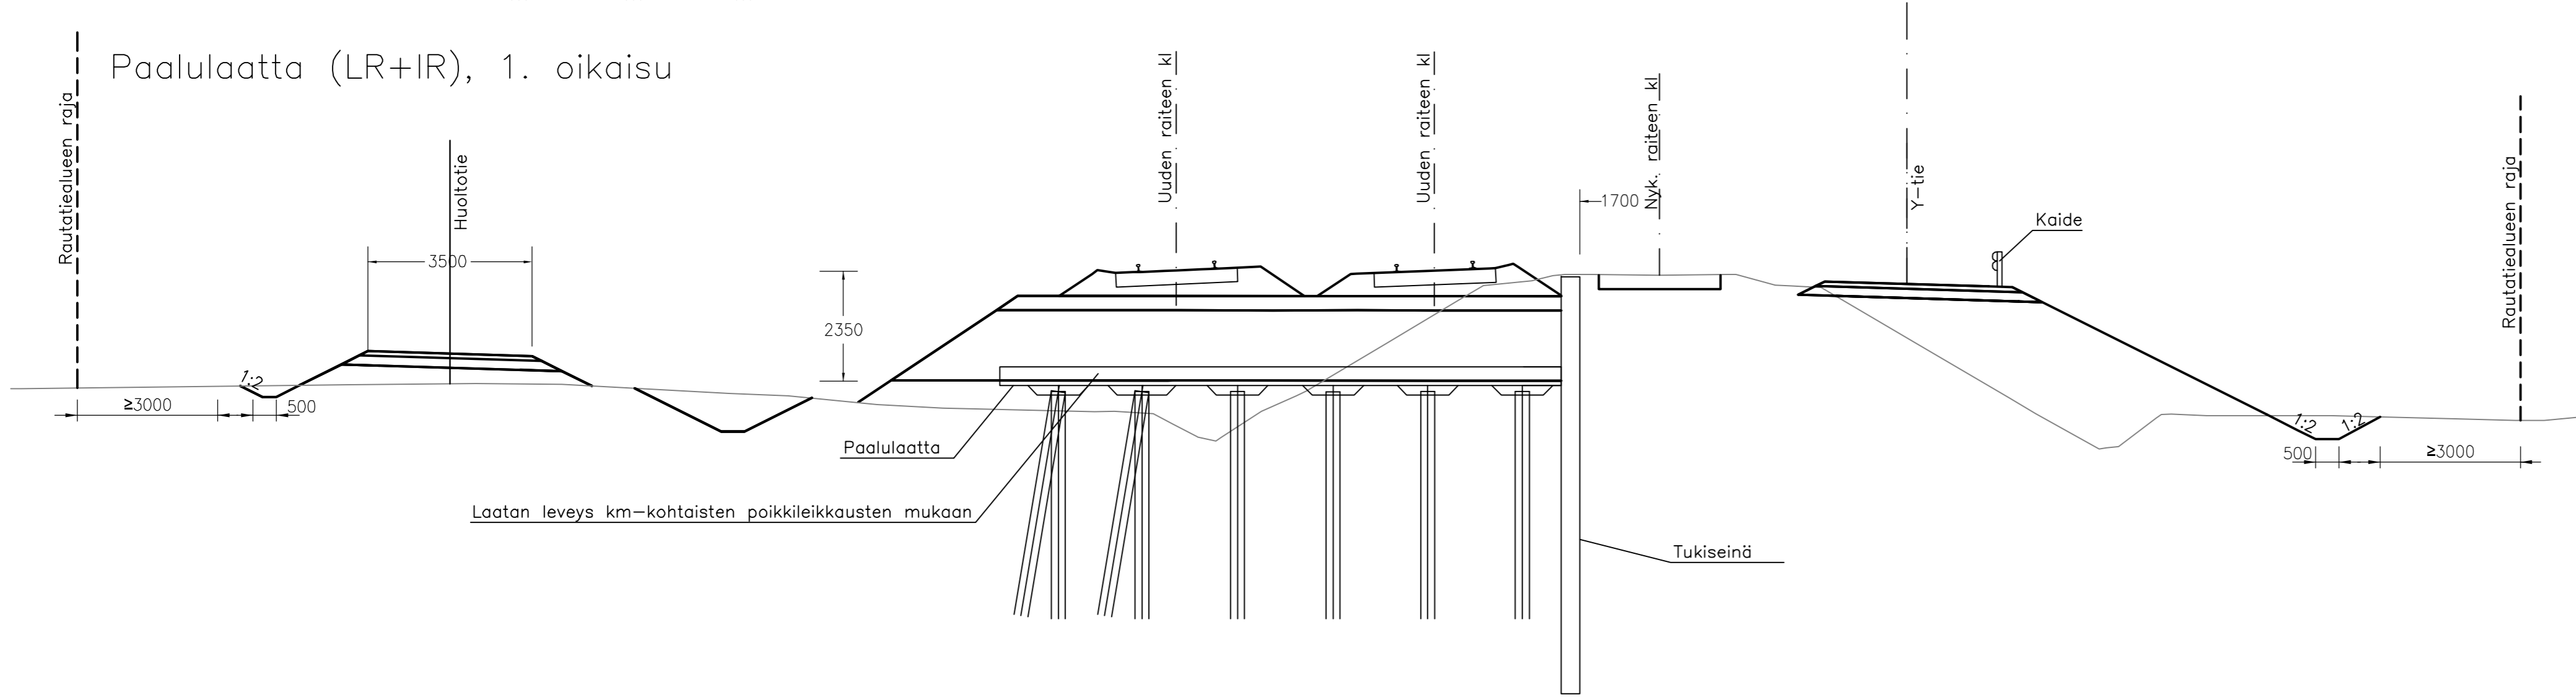 Paalulaatta (LR+IR), 1. oikaisu
Rautatiealueen raja
Huoltotie
3500
1:2
≥3000
500
Uuden raiteen kl
Uuden raiteen kl
Nyk. raiteen kl
1700
Y-tie
Kaide
Rautatiealueen raja
2350
Paalulaatta
Laatan leveys km-kohtaisten poikkileikkausten mukaan
Tukiseinä
1:2
1:2
500
≥3000